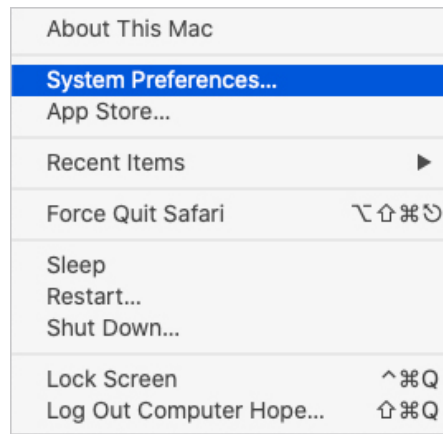 About This Mac
System Preferences...
App Store...
Recent Items ▶
Force Quit Safari ⌥⇧⌘⎋
Sleep
Restart...
Shut Down...
Lock Screen ^⌘Q
Log Out Computer Hope... ⇧⌘Q